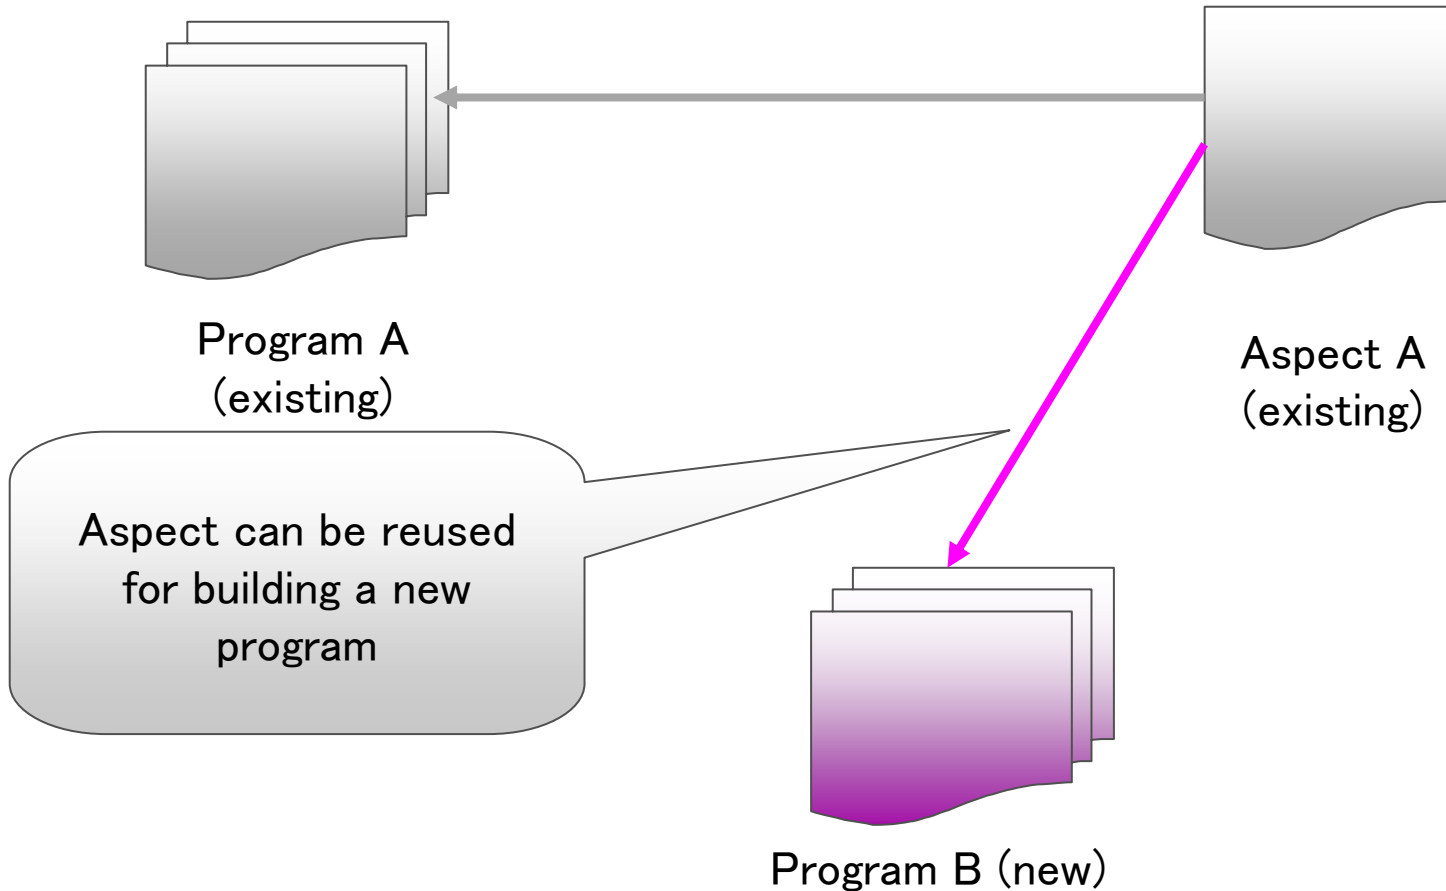 Program A
(existing)
Aspect A
(existing)
Aspect can be reused
for building a new
program
Program B (new)